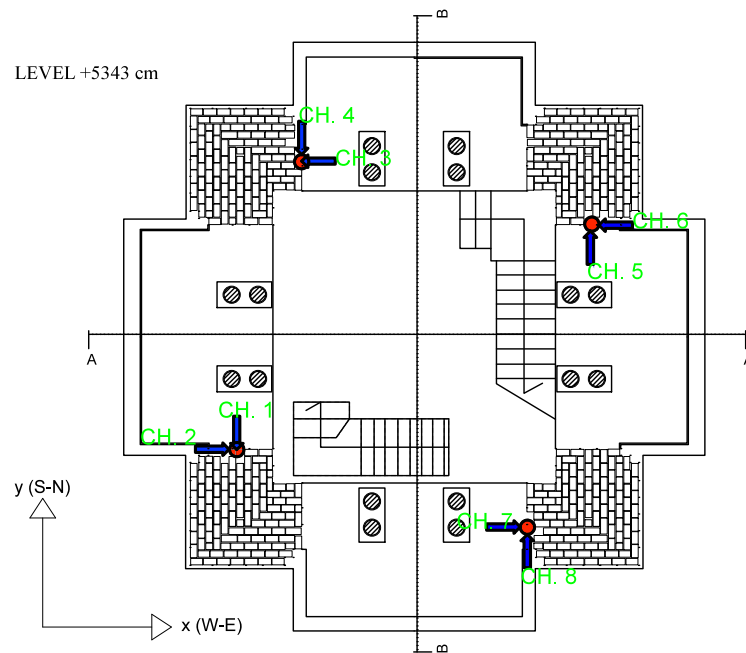 B
LEVEL +5343 cm
CH. 4
CH. 3
CH. 6
CH. 5
A
CH. 1
CH. 2
y (S-N)
CH. 7
CH. 8
x (W-E)
B